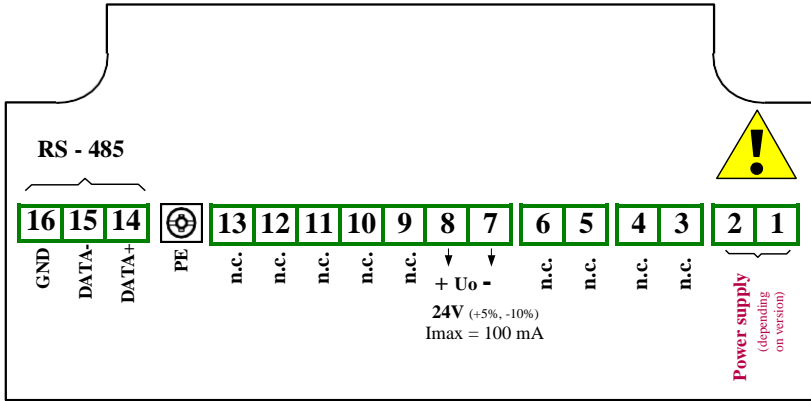 RS - 485
!
16 15 14 13 12 11 10 9 8 7 6 5 4 3 2 1
GND
DATA-
DATA+
PE
n.c.
n.c.
n.c.
n.c.
n.c.
+ Uo -
24V (+5%, -10%)
Imax = 100 mA
n.c.
n.c.
n.c.
n.c.
Power supply
(depending
on version)